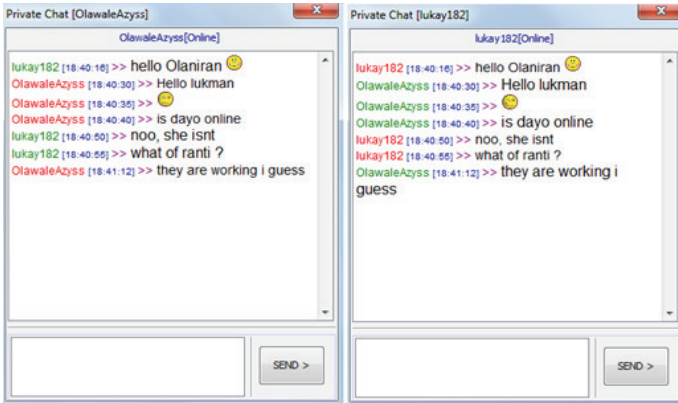 Private Chat [OlawaleAzyss]
OlawaleAzyss[Online]
lukay182 [18:40:16] >> hello Olaniran
OlawaleAzyss [18:40:30] >> Hello lukman
OlawaleAzyss [18:40:35] >>
OlawaleAzyss [18:40:40] >> is dayo online
lukay182 [18:40:50] >> noo, she isnt
lukay182 [18:40:55] >> what of ranti ?
OlawaleAzyss [18:41:12] >> they are working i guess
SEND >
Private Chat [lukay182]
lukay182[Online]
lukay182 [18:40:16] >> hello Olaniran
OlawaleAzyss [18:40:30] >> Hello lukman
OlawaleAzyss [18:40:35] >>
OlawaleAzyss [18:40:40] >> is dayo online
lukay182 [18:40:50] >> noo, she isnt
lukay182 [18:40:55] >> what of ranti ?
OlawaleAzyss [18:41:12] >> they are working i
guess
SEND >